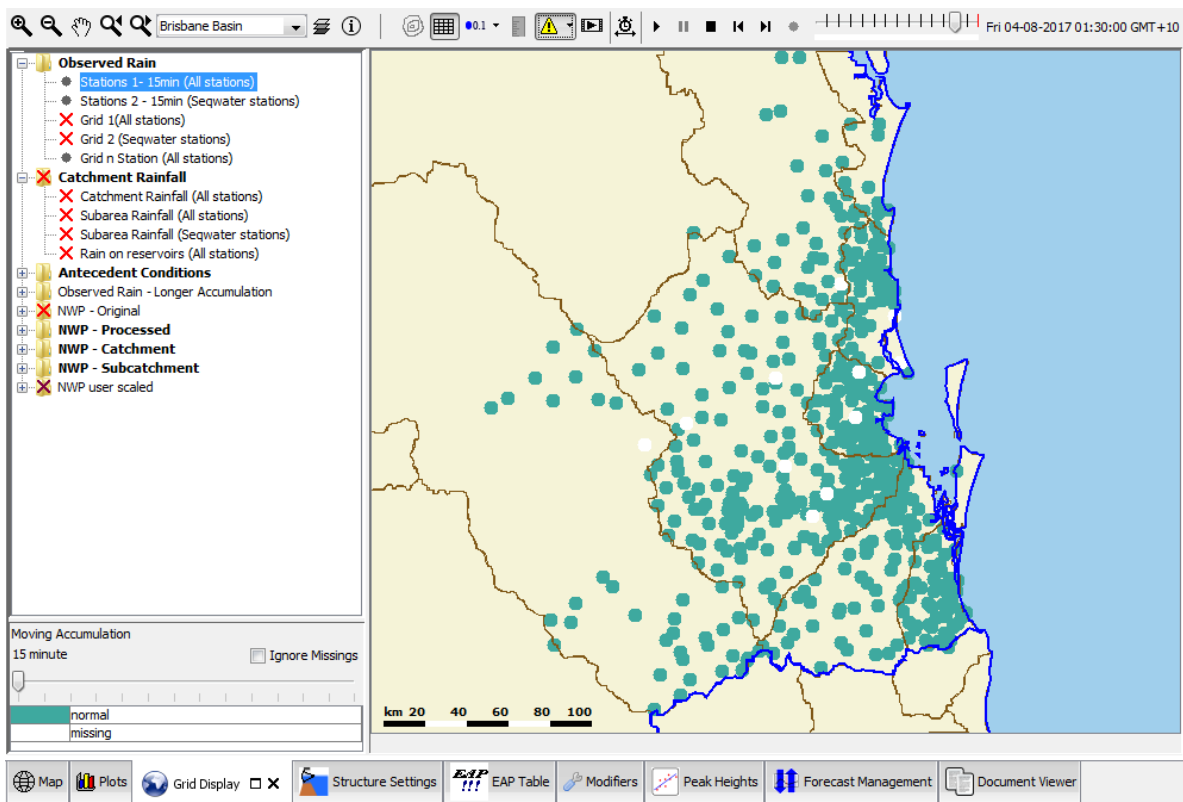 Brisbane Basin
0.1
Fri 04-08-2017 01:30:00 GMT+10
Observed Rain
Stations 1- 15min (All stations)
Stations 2 - 15min (Seqwater stations)
Grid 1(All stations)
Grid 2 (Seqwater stations)
Grid n Station (All stations)
Catchment Rainfall
Catchment Rainfall (All stations)
Subarea Rainfall (All stations)
Subarea Rainfall (Seqwater stations)
Rain on reservoirs (All stations)
Antecedent Conditions
Observed Rain - Longer Accumulation
NWP - Original
NWP - Processed
NWP - Catchment
NWP - Subcatchment
NWP user scaled
Moving Accumulation
15 minute
Ignore Missings
normal
missing
km 20 40 60 80 100
Map
Plots
Grid Display
Structure Settings
EAP
!!!
EAP Table
Modifiers
Peak Heights
Forecast Management
Document Viewer